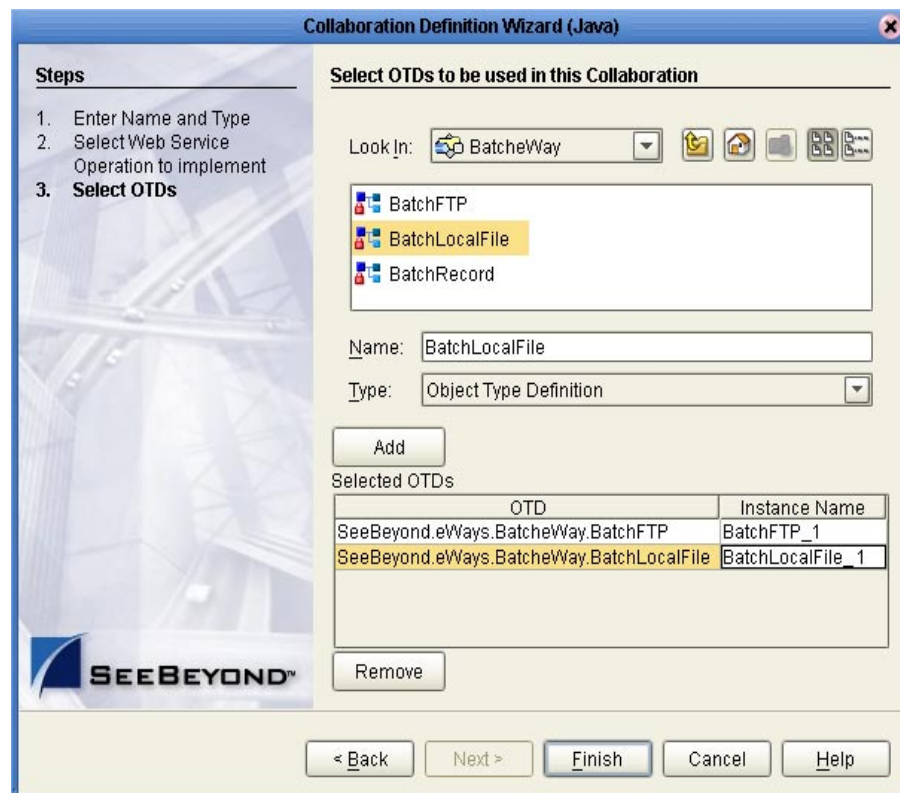 Collaboration Definition Wizard (Java)
Steps
1. Enter Name and Type
2. Select Web Service
Operation to implement
3. Select OTDs
Select OTDs to be used in this Collaboration
Look In: BatcheWay
BatchFTP
BatchLocalFile
BatchRecord
Name: BatchLocalFile
Type: Object Type Definition
Add
Selected OTDs
OTD Instance Name
SeeBeyond.eWays.BatcheWay.BatchFTP BatchFTP_1
SeeBeyond.eWays.BatcheWay.BatchLocalFile BatchLocalFile_1
Remove
SEEBEYOND™
< Back Next > Finish Cancel Help